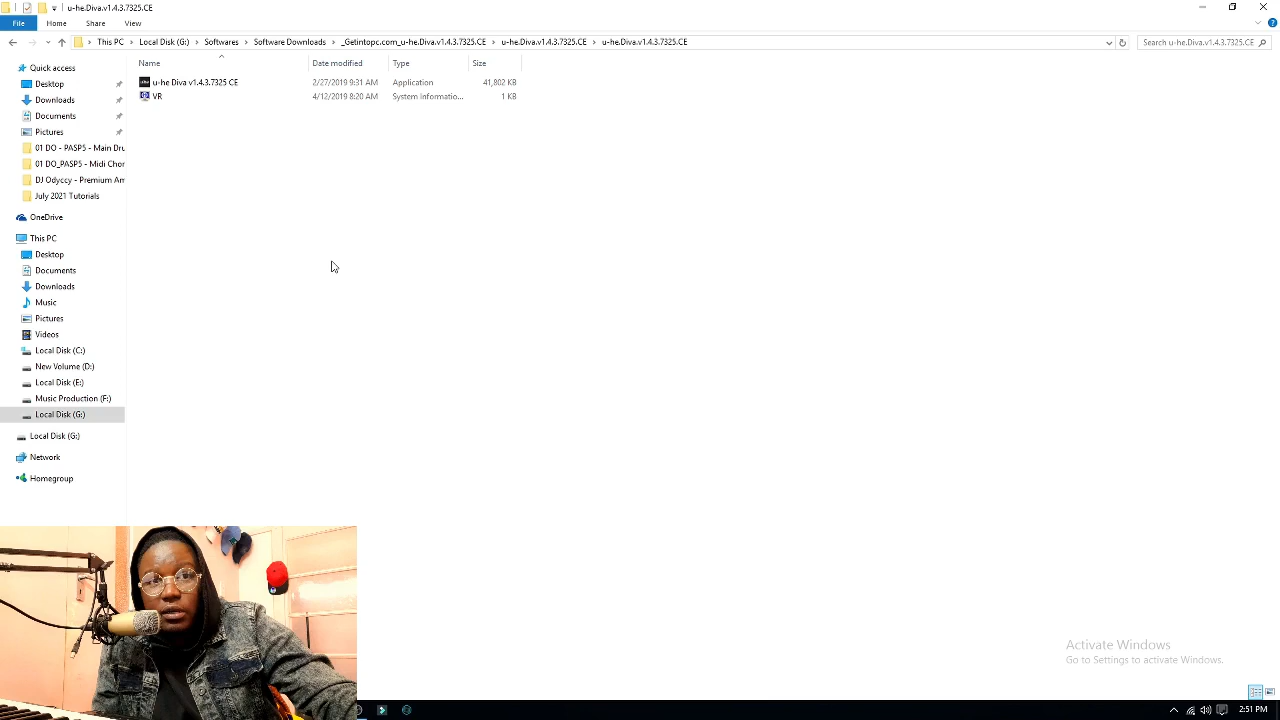 u-he.Diva.v1.4.3.7325.CE
File Home Share View
This PC Local Disk (G:) Softwares Software Downloads _Getintopc.com_u-he.Diva.v1.4.3.7325.CE u-he.Diva.v1.4.3.7325.CE u-he.Diva.v1.4.3.7325.CE
Search u-he.Diva.v1.4.3.7325.CE
Name Date modified Type Size
u-he Diva v1.4.3.7325 CE 2/27/2019 9:31 AM Application 41,802 KB
VR 4/12/2019 8:20 AM System Informatio... 1 KB
Quick access
Desktop
Downloads
Documents
Pictures
01 DO - PASP5 - Main Dru
01 DO_PASP5 - Midi Chor
DJ Odyccy - Premium Am
July 2021 Tutorials
OneDrive
This PC
Desktop
Documents
Downloads
Music
Pictures
Videos
Local Disk (C:)
New Volume (D:)
Local Disk (E:)
Music Production (F:)
Local Disk (G:)
Local Disk (G:)
Network
Homegroup
Activate Windows
Go to Settings to activate Windows.
2:51 PM